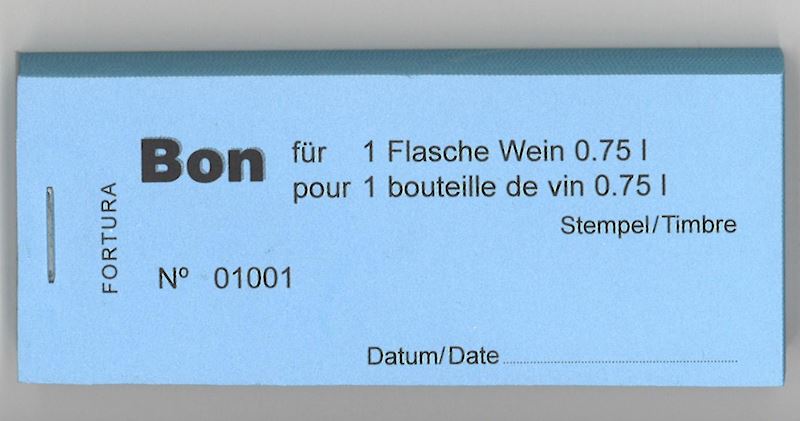 FORTURA
Bon für 1 Flasche Wein 0.75 l
pour 1 bouteille de vin 0.75 l
Stempel/Timbre
Nº 01001
Datum/Date